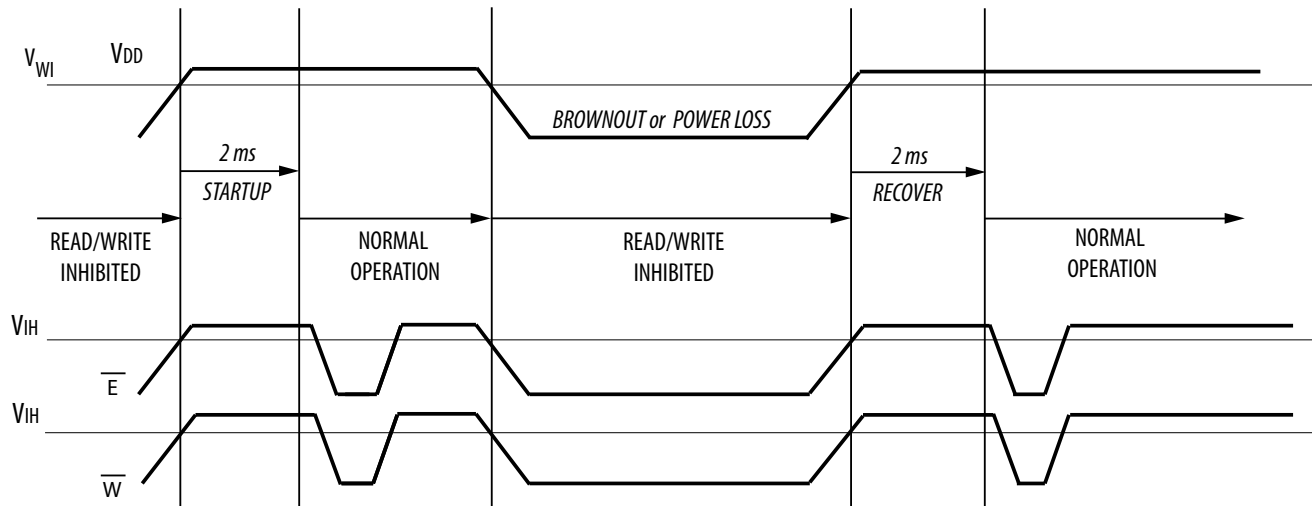 VWI VDD
BROWNOUT or POWER LOSS
2 ms
STARTUP
2 ms
RECOVER
READ/WRITE
INHIBITED
NORMAL
OPERATION
READ/WRITE
INHIBITED
NORMAL
OPERATION
VIH
E
VIH
W